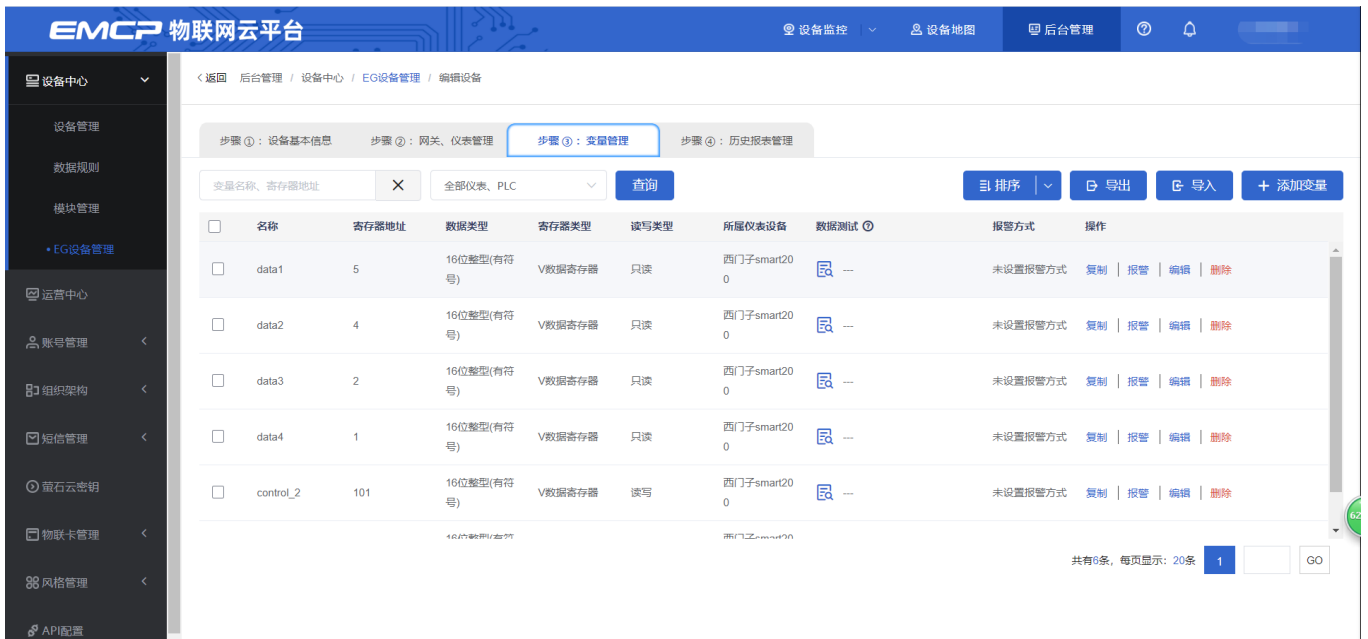 EMCP 物联网云平台 设备监控 设备地图 后台管理
设备中心
设备管理
数据规则
模块管理
• EG设备管理
运营中心
账号管理
组织架构
短信管理
萤石云密钥
物联卡管理
风格管理
API配置
<返回 后台管理 / 设备中心 / EG设备管理 / 编辑设备
步骤 ①: 设备基本信息 步骤 ②: 网关、仪表管理 步骤 ③: 变量管理 步骤 ④: 历史报表管理
变量名称、寄存器地址 全部仪表、PLC 查询 排序 导出 导入 + 添加变量
名称 寄存器地址 数据类型 寄存器类型 读写类型 所属仪表设备 数据测试 报警方式 操作
data1 5 16位整型(有符号) V数据寄存器 只读 西门子smart200 --- 未设置报警方式 复制 | 报警 | 编辑 | 删除
data2 4 16位整型(有符号) V数据寄存器 只读 西门子smart200 --- 未设置报警方式 复制 | 报警 | 编辑 | 删除
data3 2 16位整型(有符号) V数据寄存器 只读 西门子smart200 --- 未设置报警方式 复制 | 报警 | 编辑 | 删除
data4 1 16位整型(有符号) V数据寄存器 只读 西门子smart200 --- 未设置报警方式 复制 | 报警 | 编辑 | 删除
control_2 101 16位整型(有符号) V数据寄存器 读写 西门子smart200 --- 未设置报警方式 复制 | 报警 | 编辑 | 删除
16位整型(有符 西门子smart20
共有6条, 每页显示: 20条 1 GO